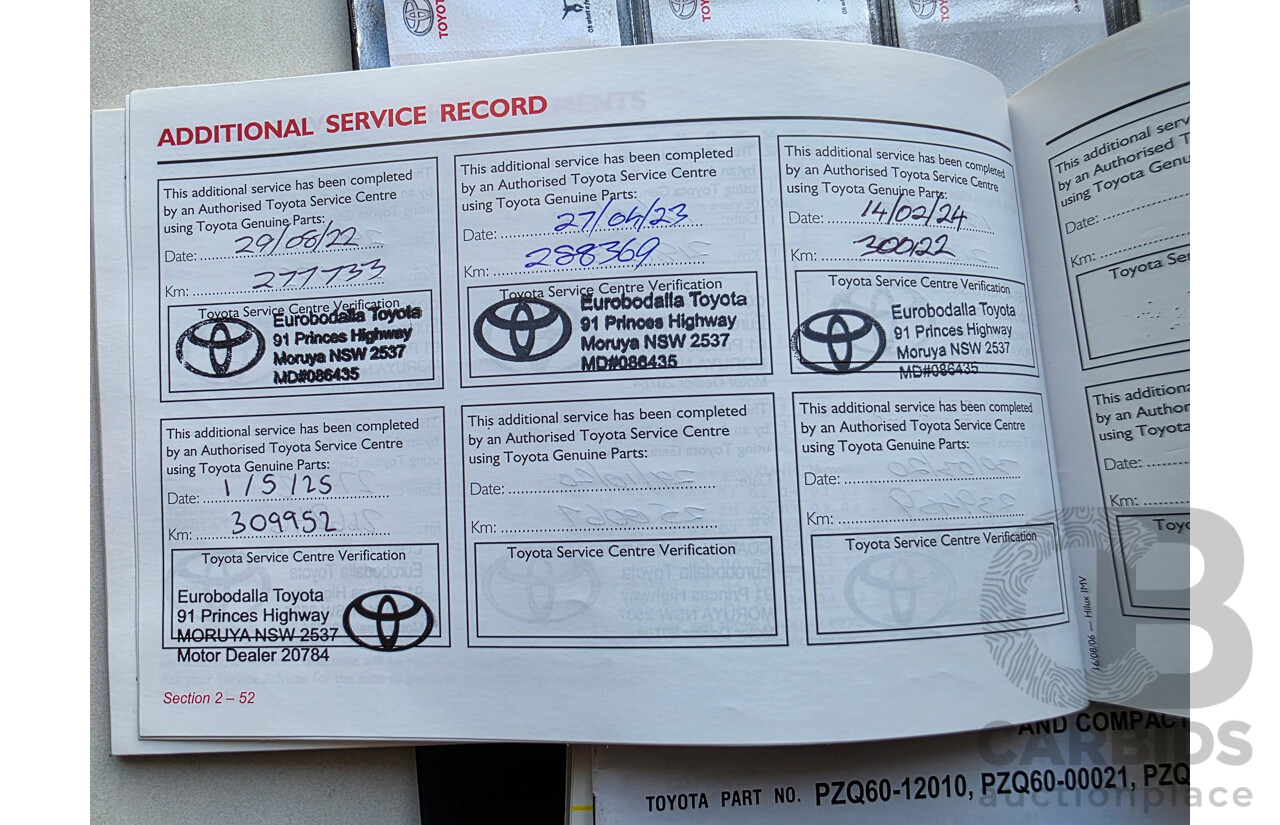 TOYOTA
ADDITIONAL SERVICE RECORD
This additional service has been completed
by an Authorised Toyota Service Centre
using Toyota Genuine Parts:
Date: 29/08/22
Km: 277733
Toyota Service Centre Verification
Eurobodalla Toyota
91 Princes Highway
Moruya NSW 2537
MD#086435
This additional service has been completed
by an Authorised Toyota Service Centre
using Toyota Genuine Parts:
Date: 27/04/23
Km: 288369
Toyota Service Centre Verification
Eurobodalla Toyota
91 Princes Highway
Moruya NSW 2537
MD#086435
This additional service has been completed
by an Authorised Toyota Service Centre
using Toyota Genuine Parts:
Date: 14/02/24
Km: 300122
Toyota Service Centre Verification
Eurobodalla Toyota
91 Princes Highway
Moruya NSW 2537
MD#086435
This additional service has been completed
by an Authorised Toyota Service Centre
using Toyota Genuine Parts:
Date: 1/5/25
Km: 309952
Toyota Service Centre Verification
Eurobodalla Toyota
91 Princes Highway
MORUYA NSW 2537
Motor Dealer 20784
This additional service has been completed
by an Authorised Toyota Service Centre
using Toyota Genuine Parts:
Date:
Km:
Toyota Service Centre Verification
This additional service has been completed
by an Authorised Toyota Service Centre
using Toyota Genuine Parts:
Date:
Km:
Toyota Service Centre Verification
Section 2 – 52
16/08/06 — Hilux IMV
This additional serv
by an Authorised T
using Toyota Genu
Date:
Km:
Toyota Ser
This additiona
by an Authori
using Toyota
Date:
Km:
Toyo
AND COMPACT
TOYOTA PART NO. PZQ60-12010, PZQ60-00021, PZQ
CB
CARBIDS
auctionplace